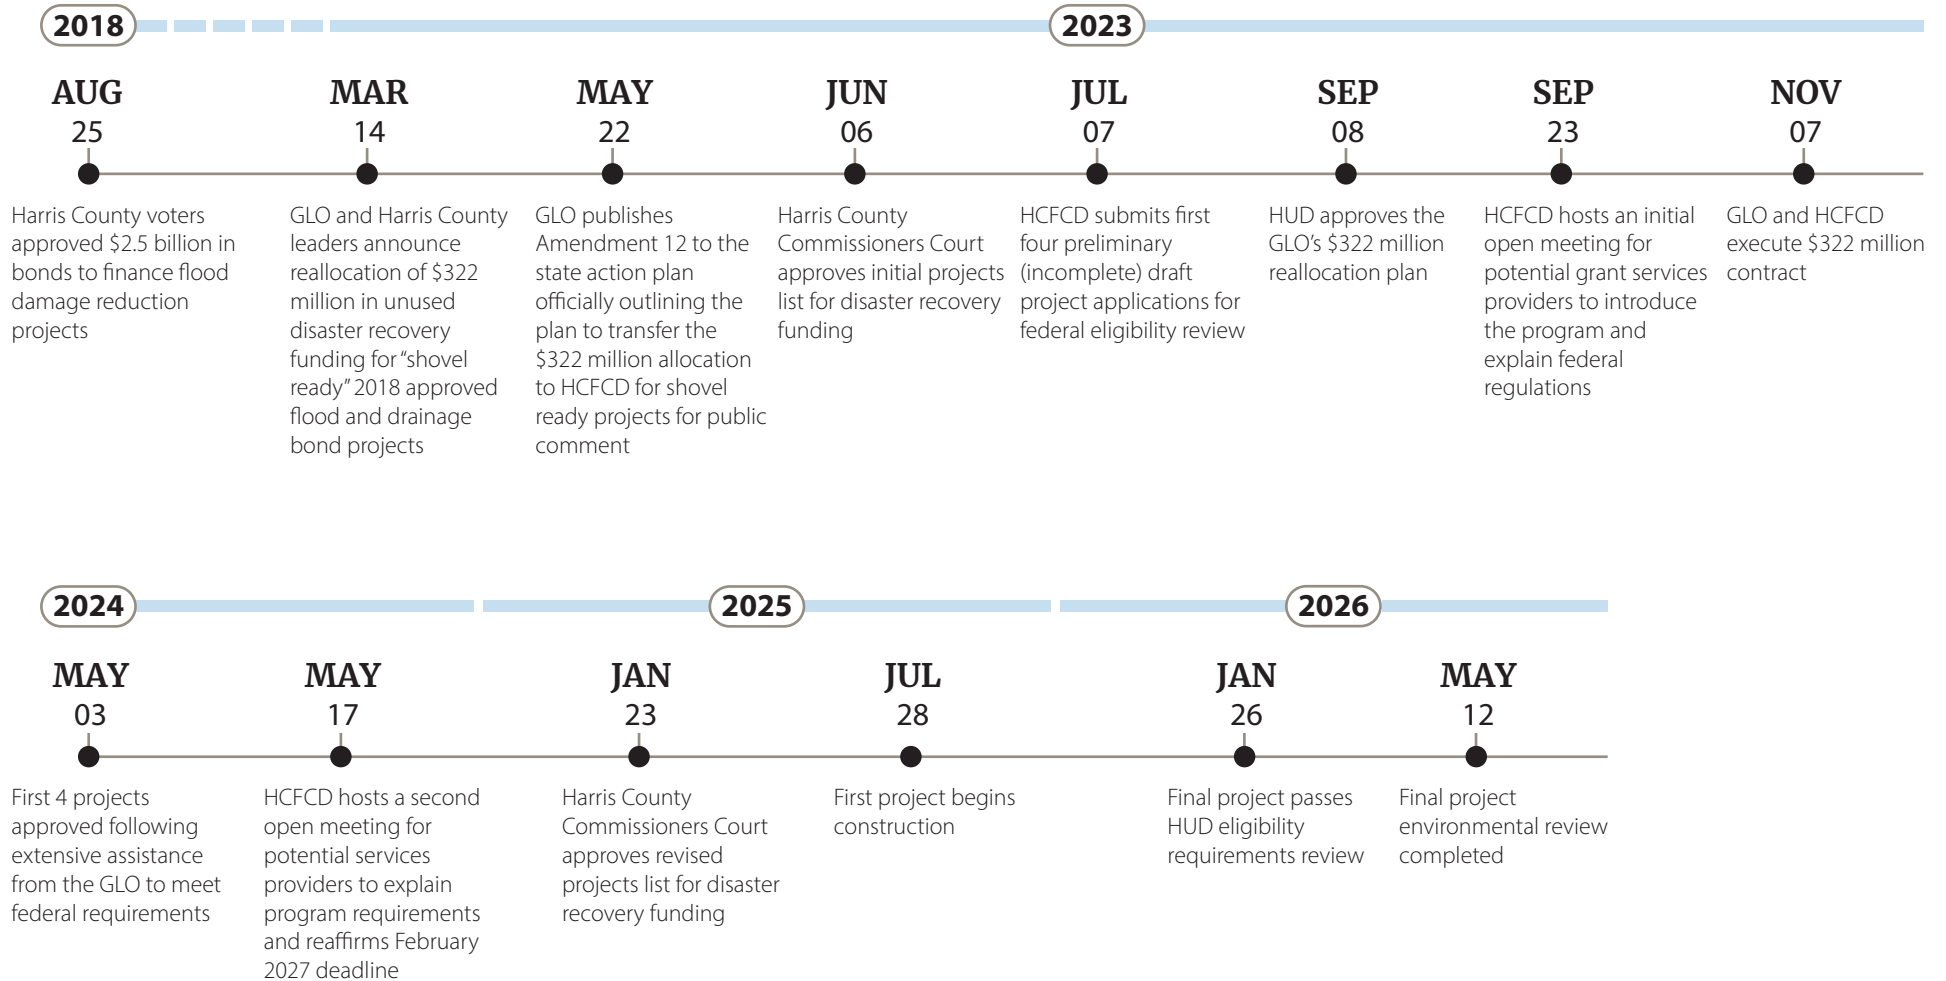 2018
2023
AUG
25
Harris County voters
approved $2.5 billion in
bonds to finance flood
damage reduction
projects
MAR
14
GLO and Harris County
leaders announce
reallocation of $322
million in unused
disaster recovery
funding for “shovel
ready” 2018 approved
flood and drainage
bond projects
MAY
22
GLO publishes
Amendment 12 to the
state action plan
officially outlining the
plan to transfer the
$322 million allocation
to HCFCD for shovel
ready projects for public
comment
JUN
06
Harris County
Commissioners Court
approves initial projects
list for disaster recovery
funding
JUL
07
HCFCD submits first
four preliminary
(incomplete) draft
project applications for
federal eligibility review
SEP
08
HUD approves the
GLO’s $322 million
reallocation plan
SEP
23
HCFCD hosts an initial
open meeting for
potential grant services
providers to introduce
the program and
explain federal
regulations
NOV
07
GLO and HCFCD
execute $322 million
contract
2024
2025
2026
MAY
03
First 4 projects
approved following
extensive assistance
from the GLO to meet
federal requirements
MAY
17
HCFCD hosts a second
open meeting for
potential services
providers to explain
program requirements
and reaffirms February
2027 deadline
JAN
23
Harris County
Commissioners Court
approves revised
projects list for disaster
recovery funding
JUL
28
First project begins
construction
JAN
26
Final project passes
HUD eligibility
requirements review
MAY
12
Final project
environmental review
completed